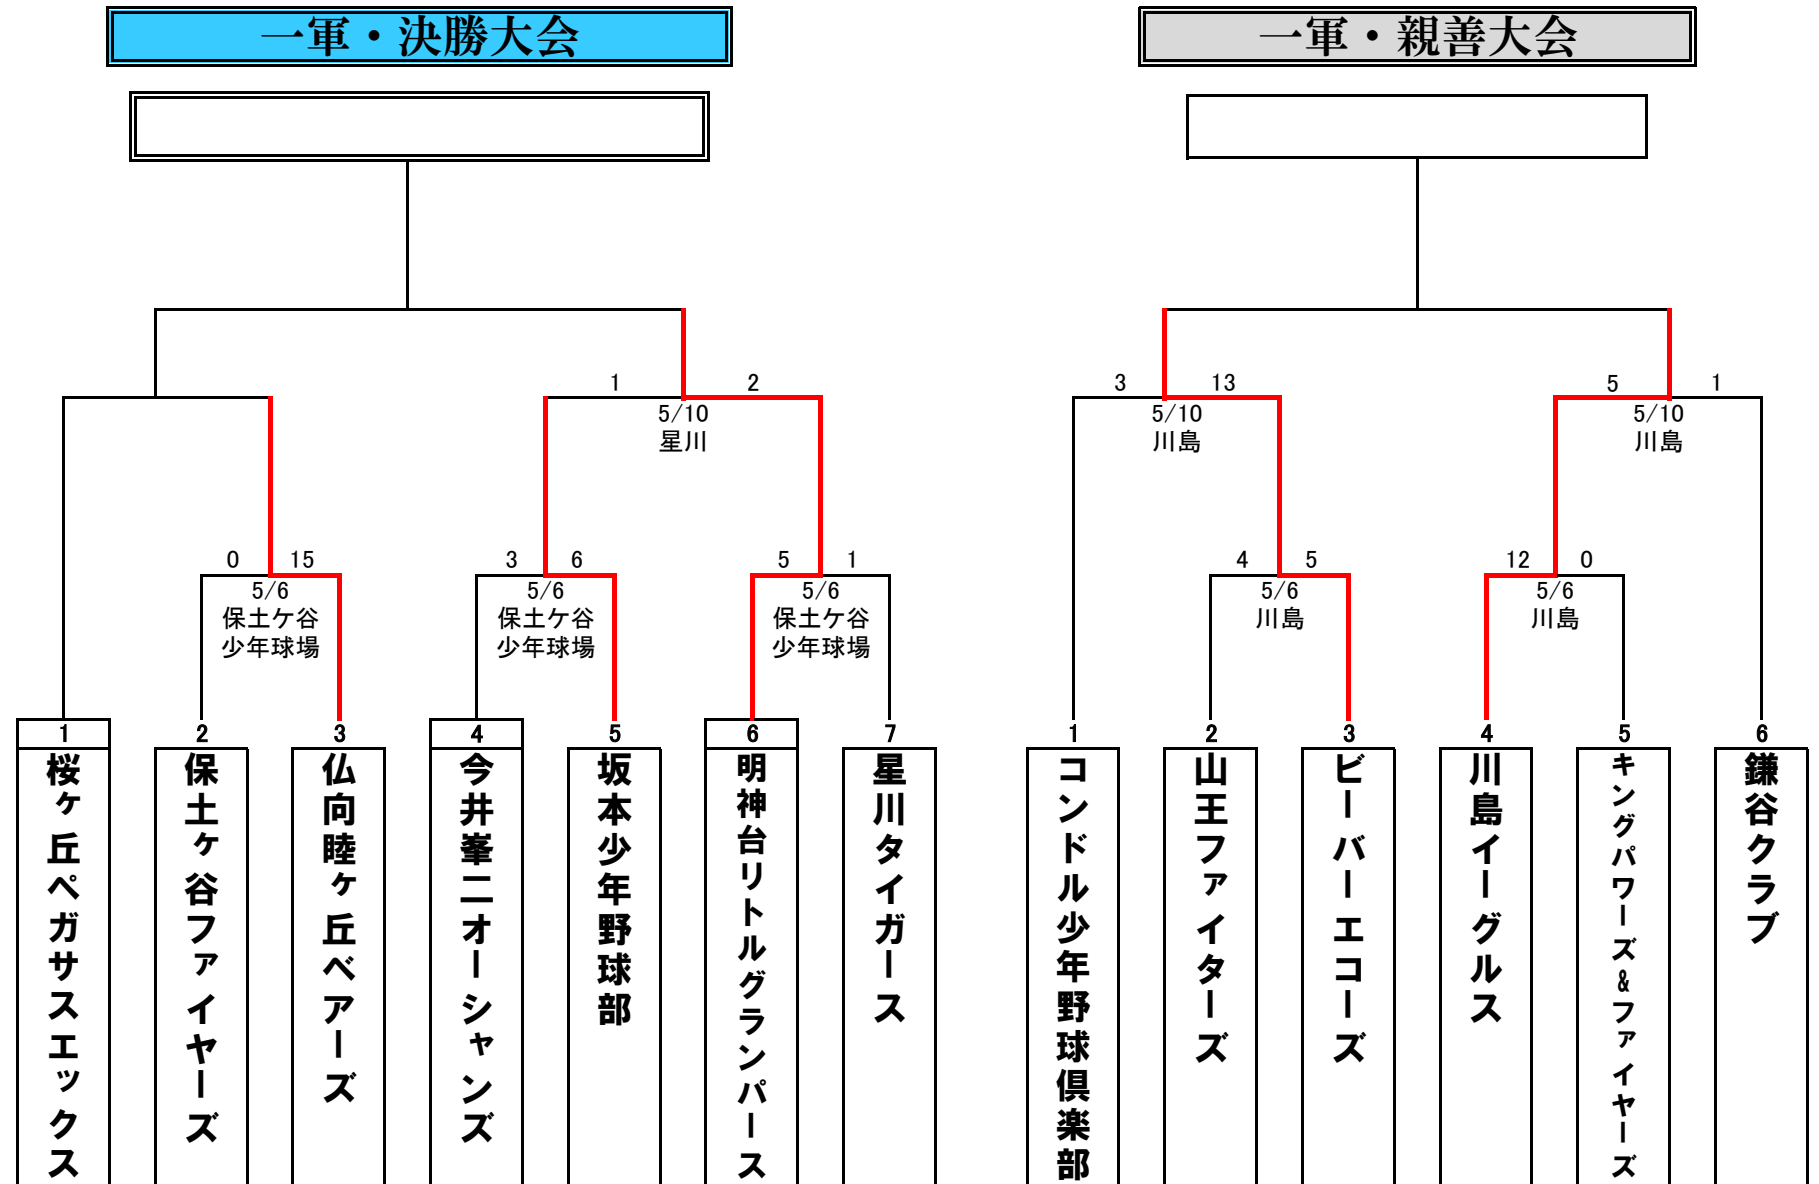 一軍・決勝大会
1 2
5/10
星川
0 15
5/6
保土ケ谷
少年球場
3 6
5/6
保土ケ谷
少年球場
5 1
5/6
保土ケ谷
少年球場
1
桜ヶ丘ペガサスエックス
2
保土ヶ谷ファイヤーズ
3
仏向睦ヶ丘ベアーズ
4
今井峯二オーシャンズ
5
坂本少年野球部
6
明神台リトルグランパース
7
星川タイガース
一軍・親善大会
3 13
5/10
川島
5 1
5/10
川島
4 5
5/6
川島
12 0
5/6
川島
1
コンドル少年野球倶楽部
2
山王ファイターズ
3
ビーバーエコーズ
4
川島イーグルス
5
キングパワーズ&ファイヤーズ
6
鎌谷クラブ